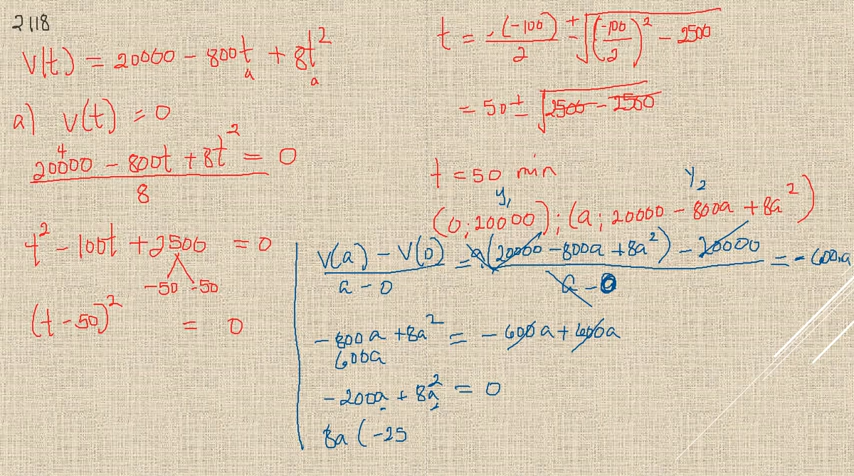 2118
V(t) = 20000 - 800t + 8t²
a a
a) V(t) = 0
20000 - 800t + 8t² = 0
8
t² - 100t + 2500 = 0
-50 -50
(t - 50)² = 0
t = -(-100)/2 ± √((-100/2)² - 2500)
= 50 ± √(2500 - 2500)
t = 50 min
y₁ y₂
(0; 20000); (a; 20000 - 800a + 8a²)
(V(a) - V(0))/(a - 0) = ((20000 - 800a + 8a²) - 20000)/(a - 0) = -600a
-800a + 8a² = -600a + 600a
600a
-200a + 8a² = 0
8a (-25